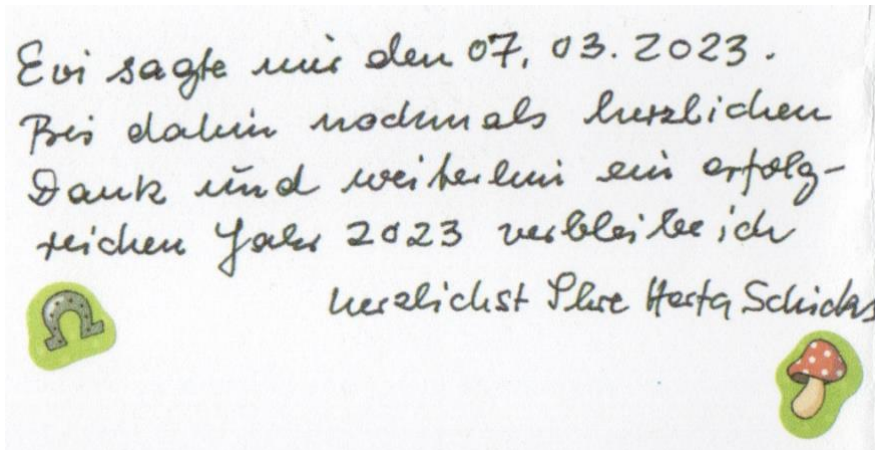 Evi sagte mir den 07. 03. 2023.
Bis dahin nochmals herzlichen
Dank und weiterhin ein erfolg-
reichen Jahr 2023 verbleibe ich
herzlichst Ihre Herta